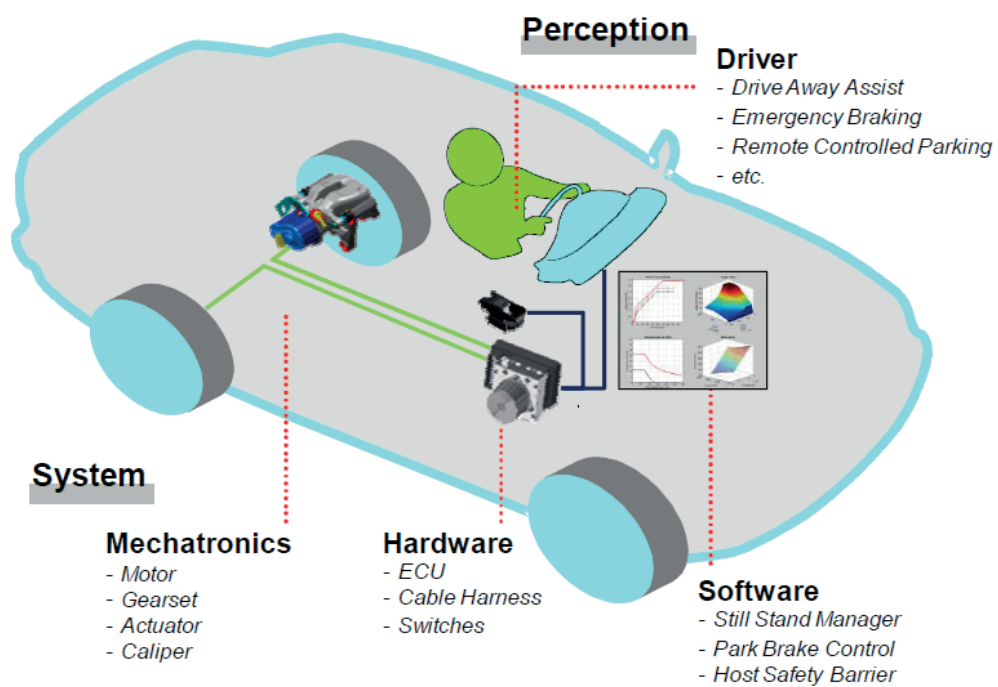 Perception
Driver
- Drive Away Assist
- Emergency Braking
- Remote Controlled Parking
- etc.
System
Mechatronics
- Motor
- Gearset
- Actuator
- Caliper
Hardware
- ECU
- Cable Harness
- Switches
Software
- Still Stand Manager
- Park Brake Control
- Host Safety Barrier